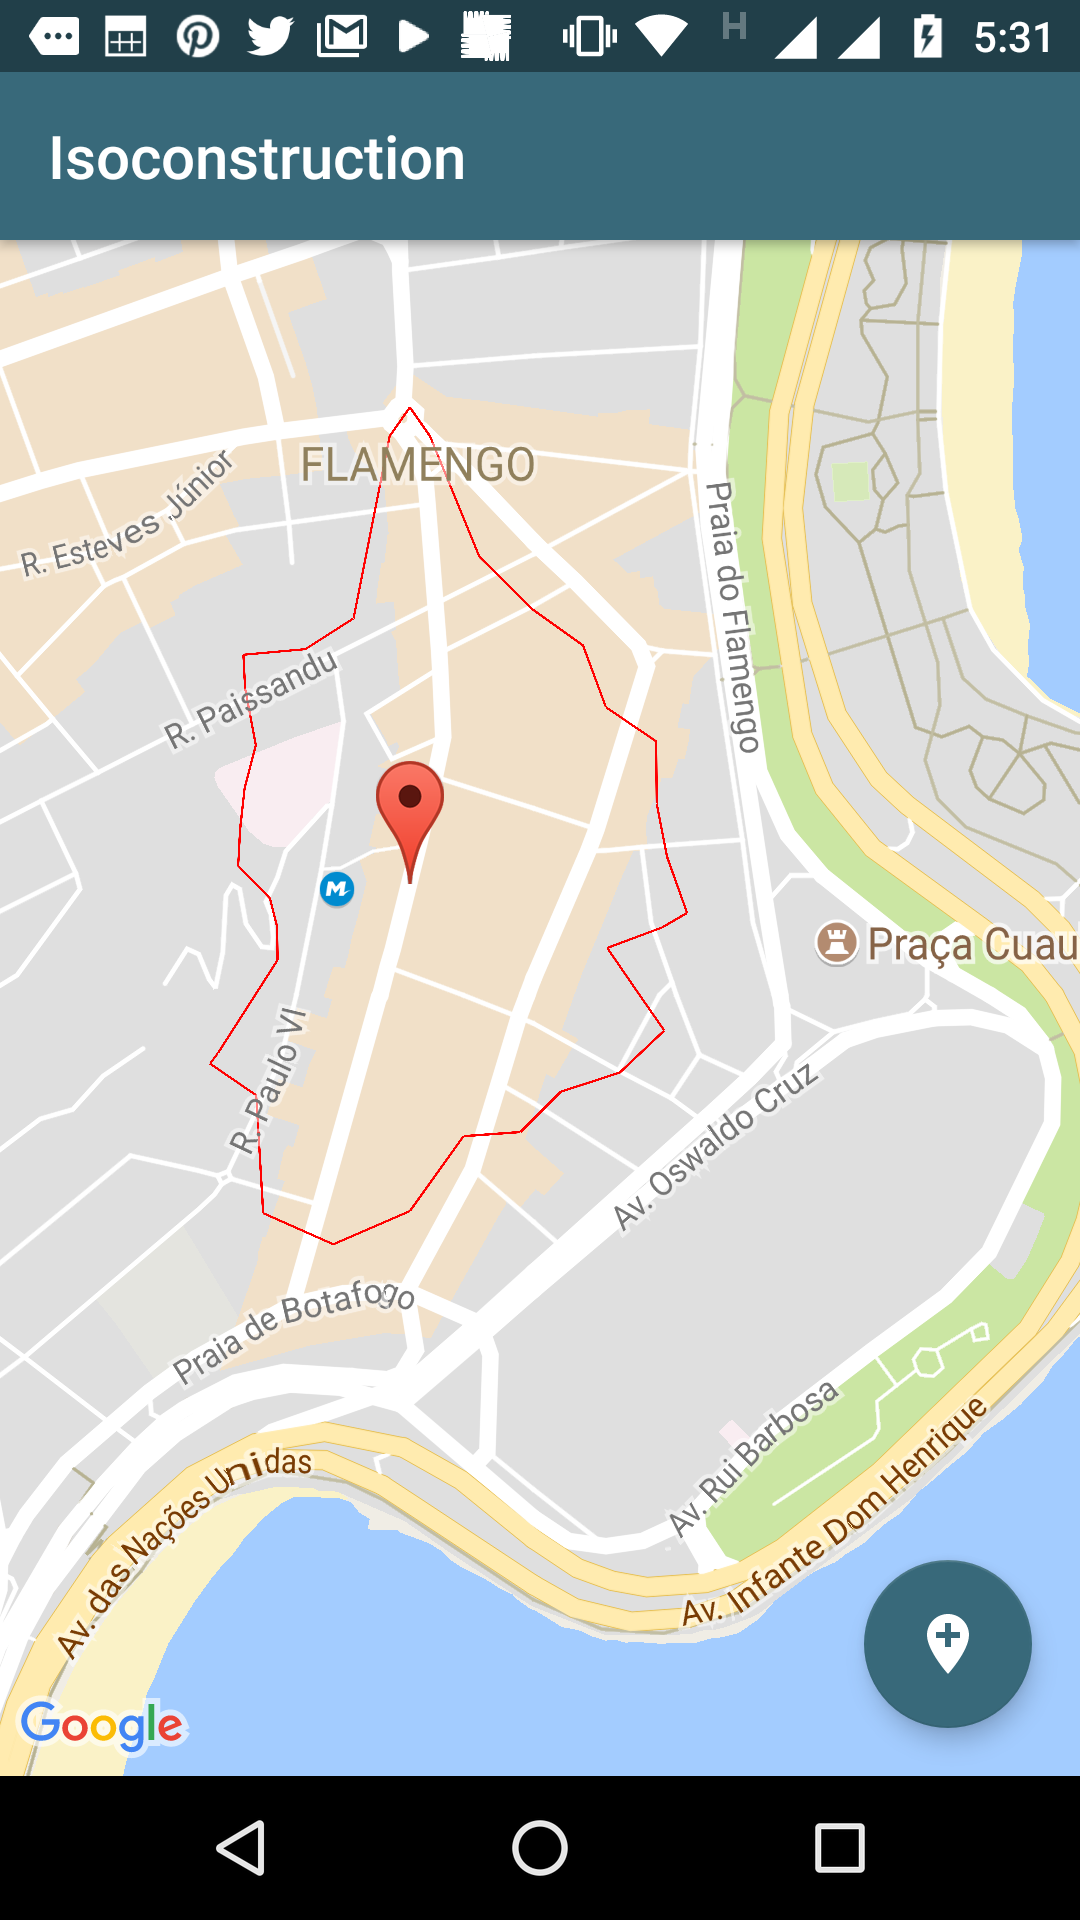 H
5:31
Isoconstruction
FLAMENGO
R. Esteves Júnior
Praia do Flamengo
R. Paissandu
M
Praça Cuau
R. Paulo VI
Av. Oswaldo Cruz
Praia de Botafogo
Av. Rui Barbosa
Av. Infante Dom Henrique
Av. das Nações Unidas
Google